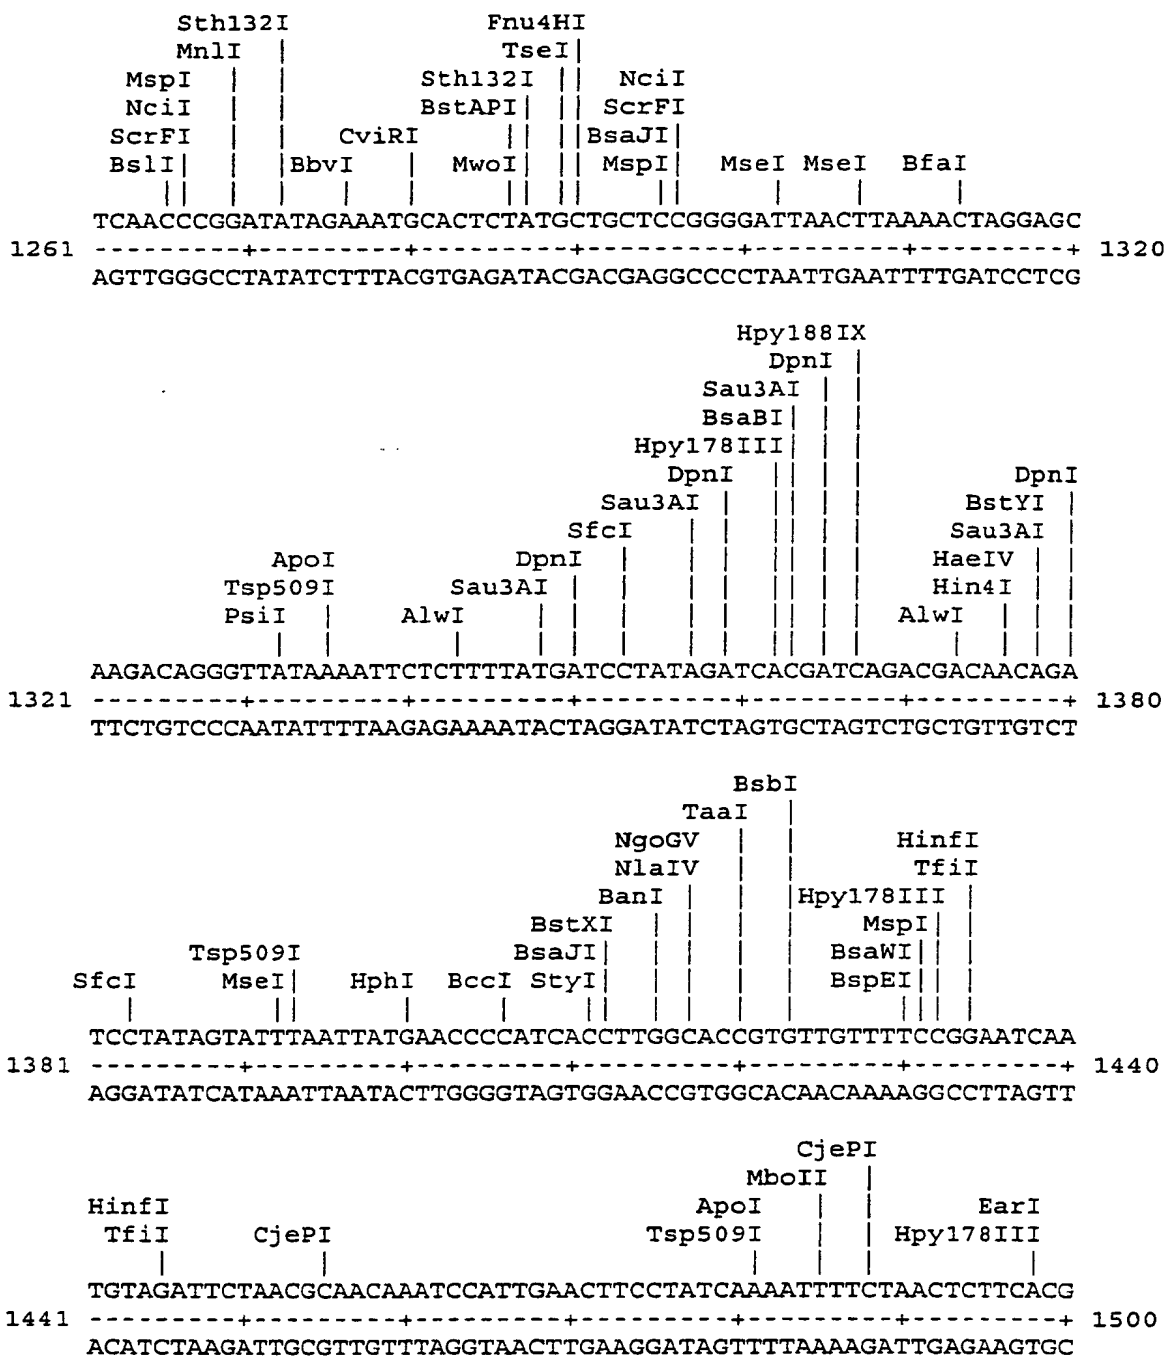 Sth132I Fnu4HI
MnlI TseI
MspI Sth132I NciI
NciI BstAPI ScrFI
ScrFI CviRI BsaJI
BslI BbvI MwoI MspI MseI MseI BfaI
TCAACCCGGATATAGAAATGCACTCTATGCTGCTCCGGGGATTAACTTAAAACTAGGAGC
1261 ---------+---------+---------+---------+---------+---------+ 1320
AGTTGGGCCTATATCTTTACGTGAGATACGACGAGGCCCCTAATTGAATTTTGATCCTCG
Hpy188IX
DpnI
Sau3AI
BsaBI
Hpy178III
DpnI DpnI
Sau3AI BstYI
SfcI Sau3AI
ApoI DpnI HaeIV
Tsp509I Sau3AI Hin4I
PsiI AlwI AlwI
AAGACAGGGTTATAAAATTCTCTTTTATGATCCTATAGATCACGATCAGACGACAACAGA
1321 ---------+---------+---------+---------+---------+---------+ 1380
TTCTGTCCCAATATTTTAAGAGAAAATACTAGGATATCTAGTGCTAGTCTGCTGTTGTCT
BsbI
TaaI
NgoGV HinfI
NlaIV TfiI
BanI Hpy178III
BstXI MspI
Tsp509I BsaJI BsaWI
SfcI MseI HphI BccI StyI BspEI
TCCTATAGTATTTAATTATGAACCCCATCACCTTGGCACCGTGTTGTTTTCCGGAATCAA
1381 ---------+---------+---------+---------+---------+---------+ 1440
AGGATATCATAAATTAATACTTGGGGTAGTGGAACCGTGGCACAACAAAAGGCCTTAGTT
CjePI
MboII
HinfI ApoI EarI
TfiI CjePI Tsp509I Hpy178III
TGTAGATTCTAACGCAACAAATCCATTGAACTTCCTATCAAAATTTTCTAACTCTTCACG
1441 ---------+---------+---------+---------+---------+---------+ 1500
ACATCTAAGATTGCGTTGTTTAGGTAACTTGAAGGATAGTTTTAAAAGATTGAGAAGTGC